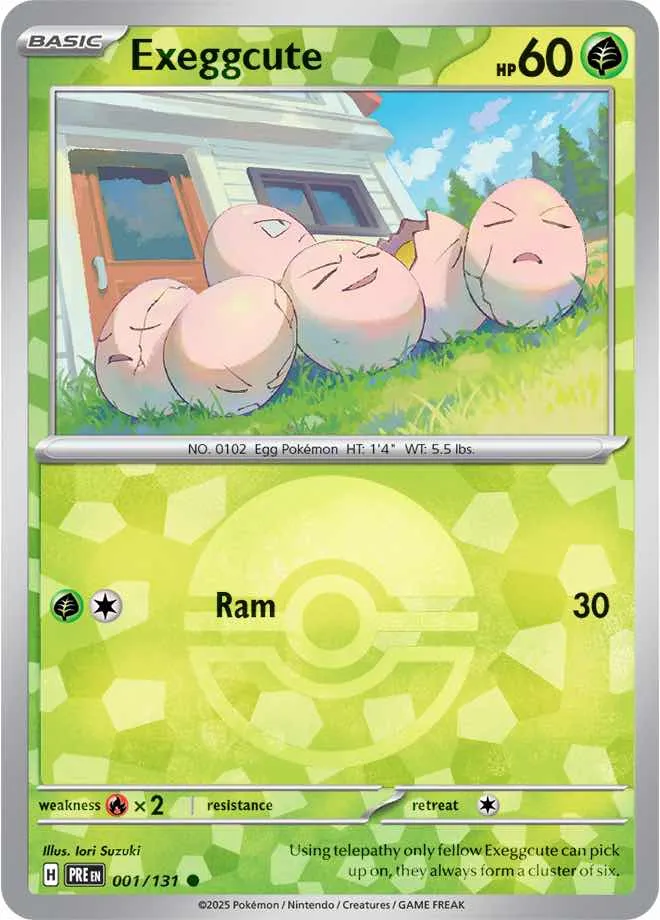 BASIC
Exeggcute
HP 60
NO. 0102 Egg Pokémon HT: 1'4" WT: 5.5 lbs.
Ram 30
weakness ×2 resistance retreat
Illus. Iori Suzuki
Using telepathy only fellow Exeggcute can pick
up on, they always form a cluster of six.
H PRE EN 001/131
©2025 Pokémon / Nintendo / Creatures / GAME FREAK